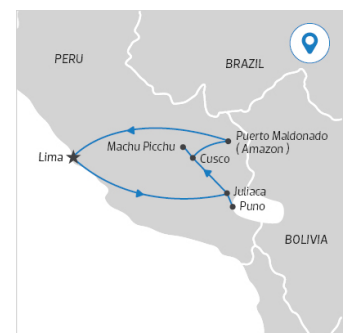 PERU
BRAZIL
Puerto Maldonado
( Amazon )
Machu Picchu
Lima
Cusco
Juliaca
Puno
BOLIVIA